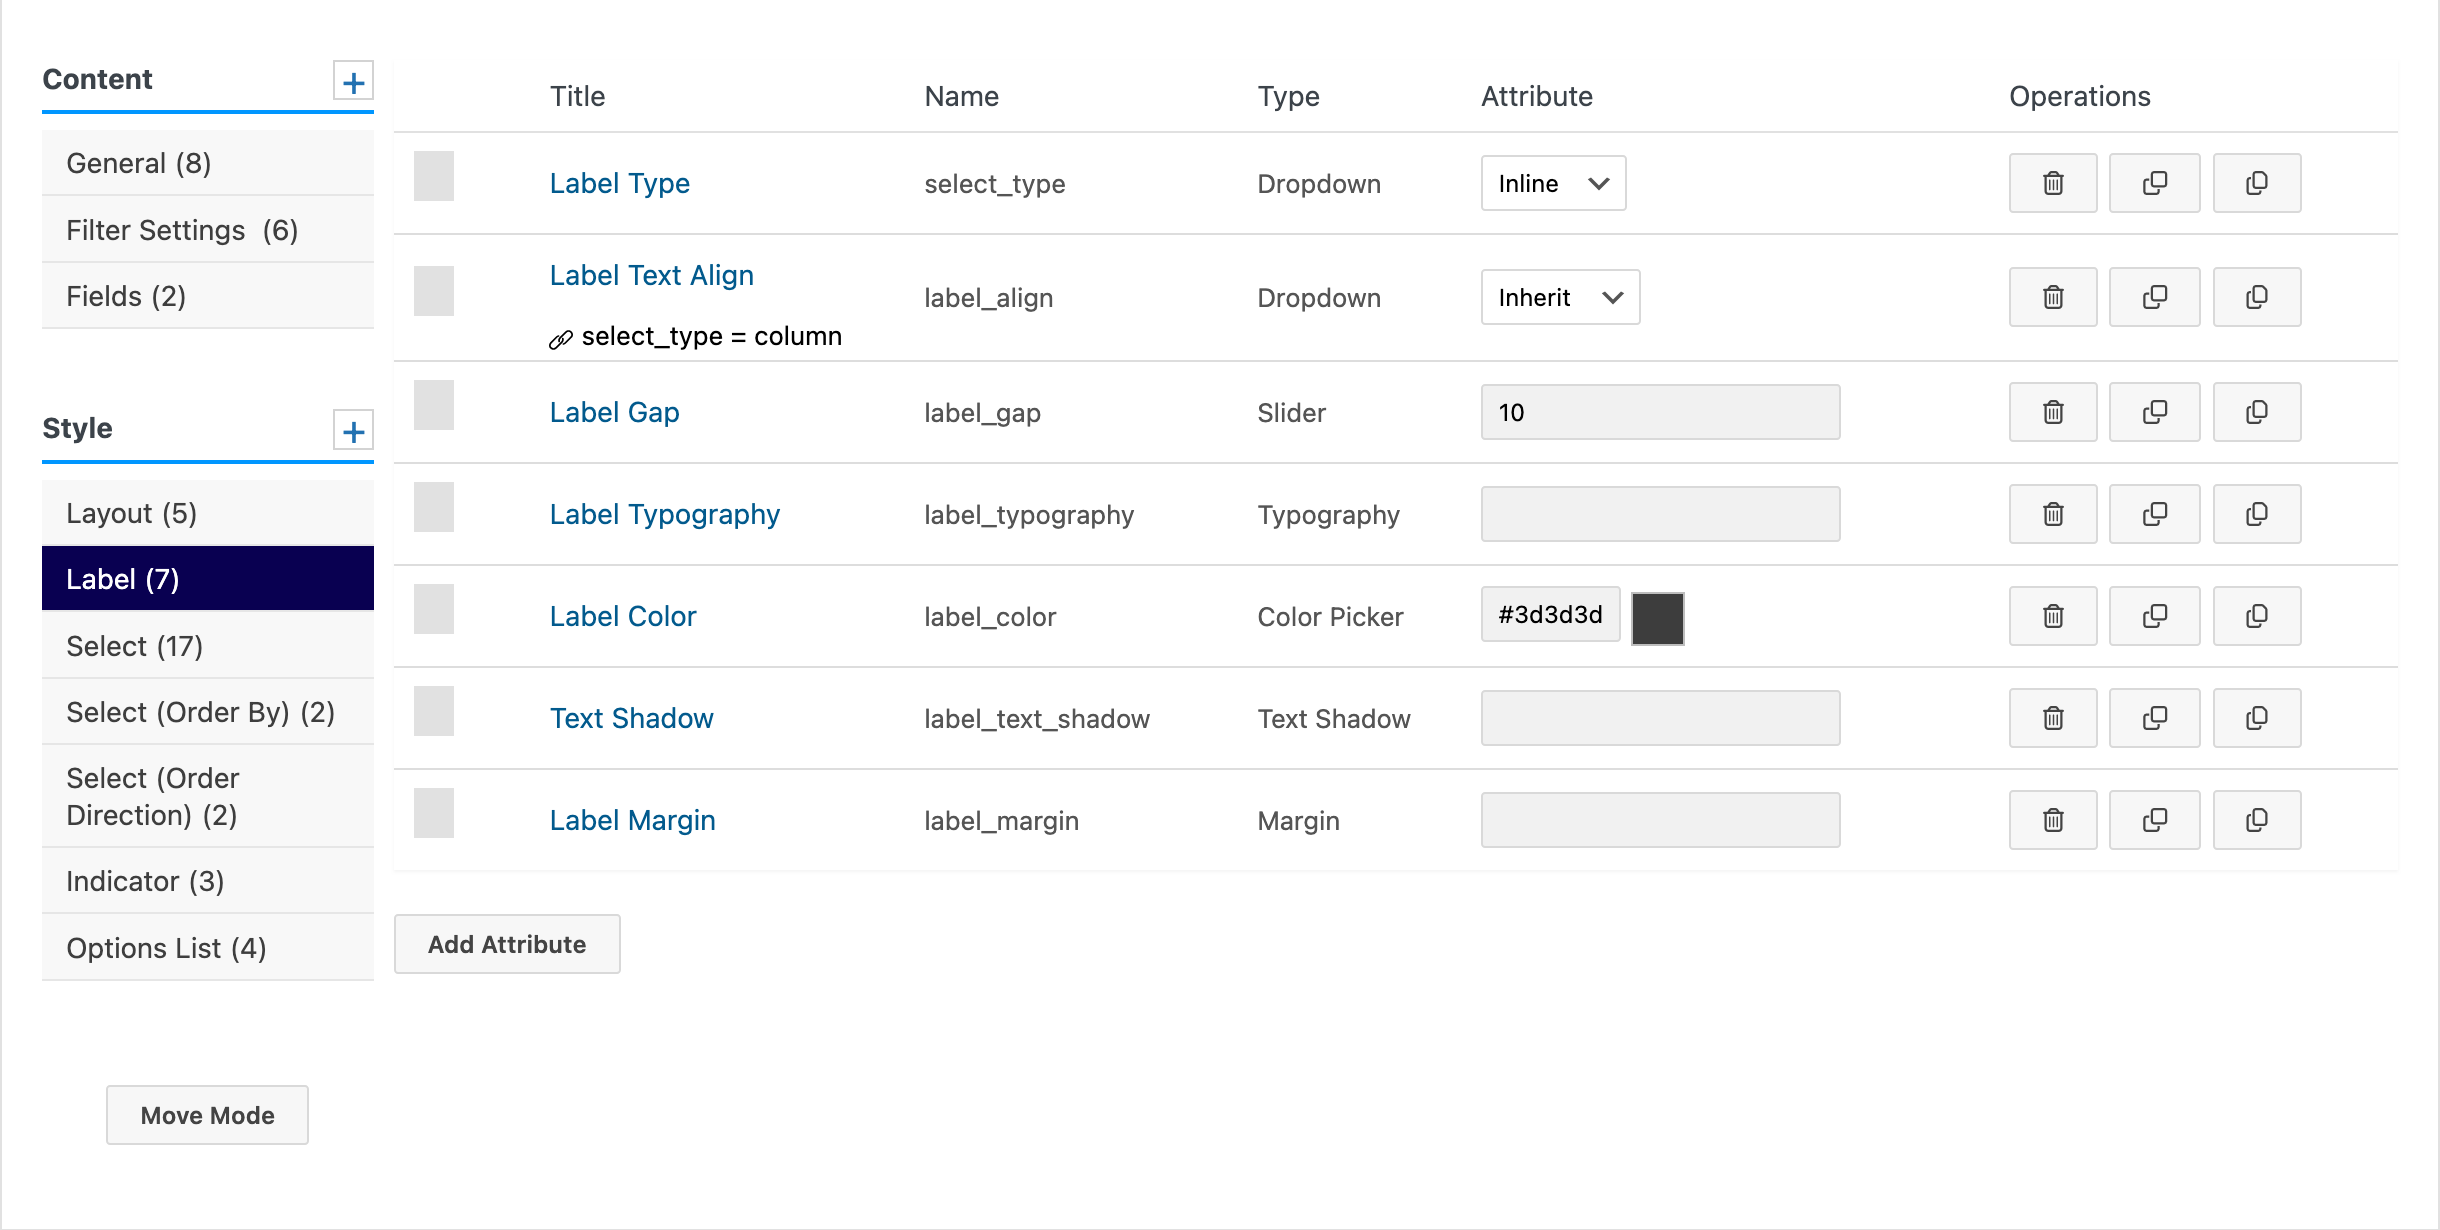 Content
General (8)
Filter Settings (6)
Fields (2)
Style
Layout (5)
Label (7)
Select (17)
Select (Order By) (2)
Select (Order
Direction) (2)
Indicator (3)
Options List (4)
Move Mode
Title Name Type Attribute Operations
Label Type select_type Dropdown Inline
Label Text Align label_align Dropdown Inherit
select_type = column
Label Gap label_gap Slider 10
Label Typography label_typography Typography
Label Color label_color Color Picker #3d3d3d
Text Shadow label_text_shadow Text Shadow
Label Margin label_margin Margin
Add Attribute